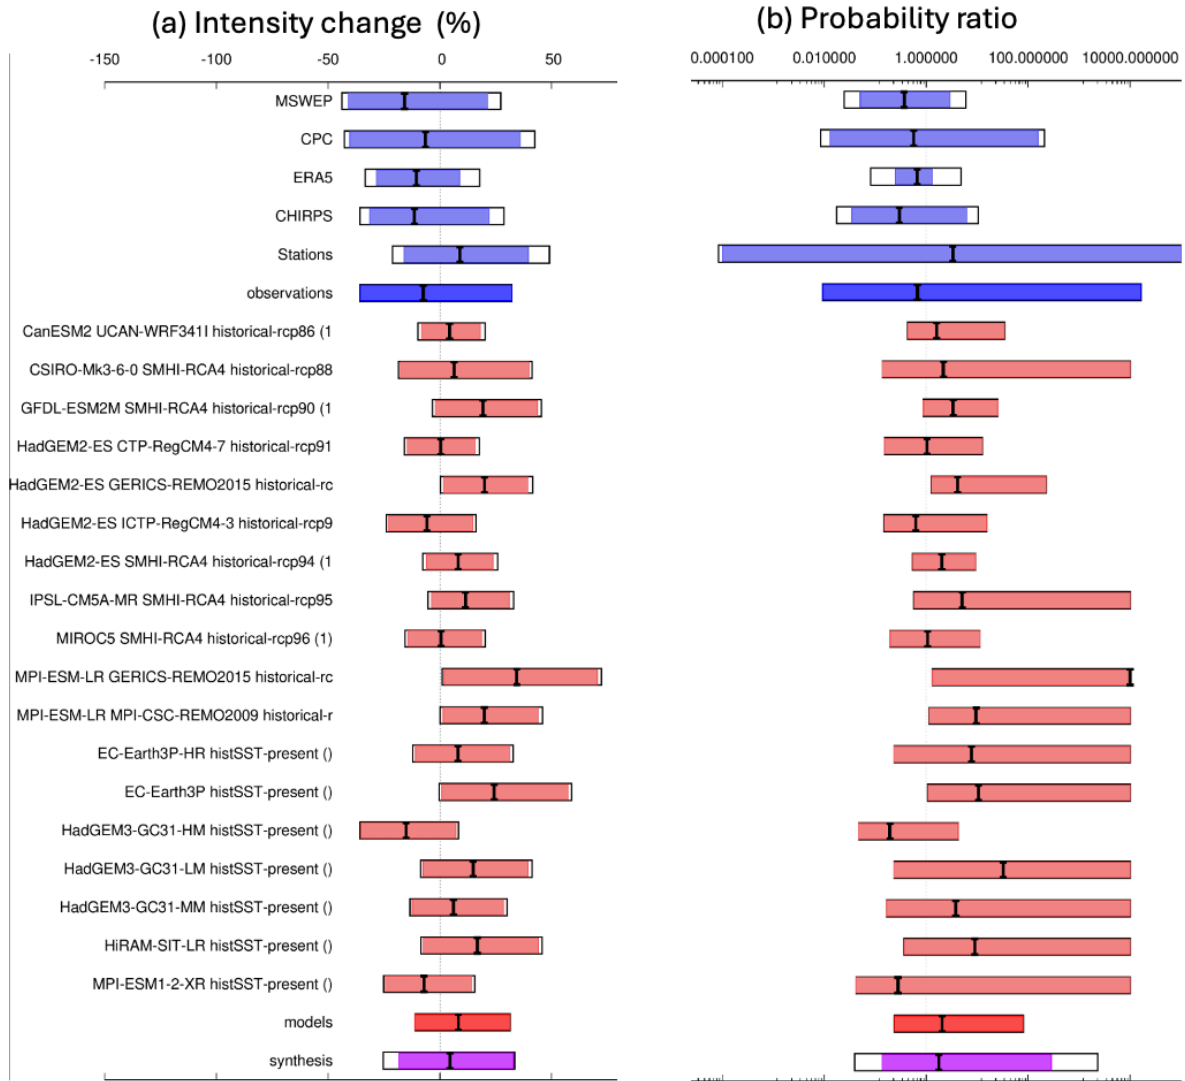 (a) Intensity change (%)
(b) Probability ratio
-150 -100 -50 0 50
0.000100 0.010000 1.0000000 100.0000000 10000.0000000
MSWEP
CPC
ERA5
CHIRPS
Stations
observations
CanESM2 UCAN-WRF341I historical-rcp86 (1
CSIRO-Mk3-6-0 SMHI-RCA4 historical-rcp88
GFDL-ESM2M SMHI-RCA4 historical-rcp90 (1
HadGEM2-ES CTP-RegCM4-7 historical-rcp91
HadGEM2-ES GERICS-REMO2015 historical-rc
HadGEM2-ES ICTP-RegCM4-3 historical-rcp9
HadGEM2-ES SMHI-RCA4 historical-rcp94 (1
IPSL-CM5A-MR SMHI-RCA4 historical-rcp95
MIROC5 SMHI-RCA4 historical-rcp96 (1)
MPI-ESM-LR GERICS-REMO2015 historical-rc
MPI-ESM-LR MPI-CSC-REMO2009 historical-r
EC-Earth3P-HR histSST-present ()
EC-Earth3P histSST-present ()
HadGEM3-GC31-HM histSST-present ()
HadGEM3-GC31-LM histSST-present ()
HadGEM3-GC31-MM histSST-present ()
HiRAM-SIT-LR histSST-present ()
MPI-ESM1-2-XR histSST-present ()
models
synthesis